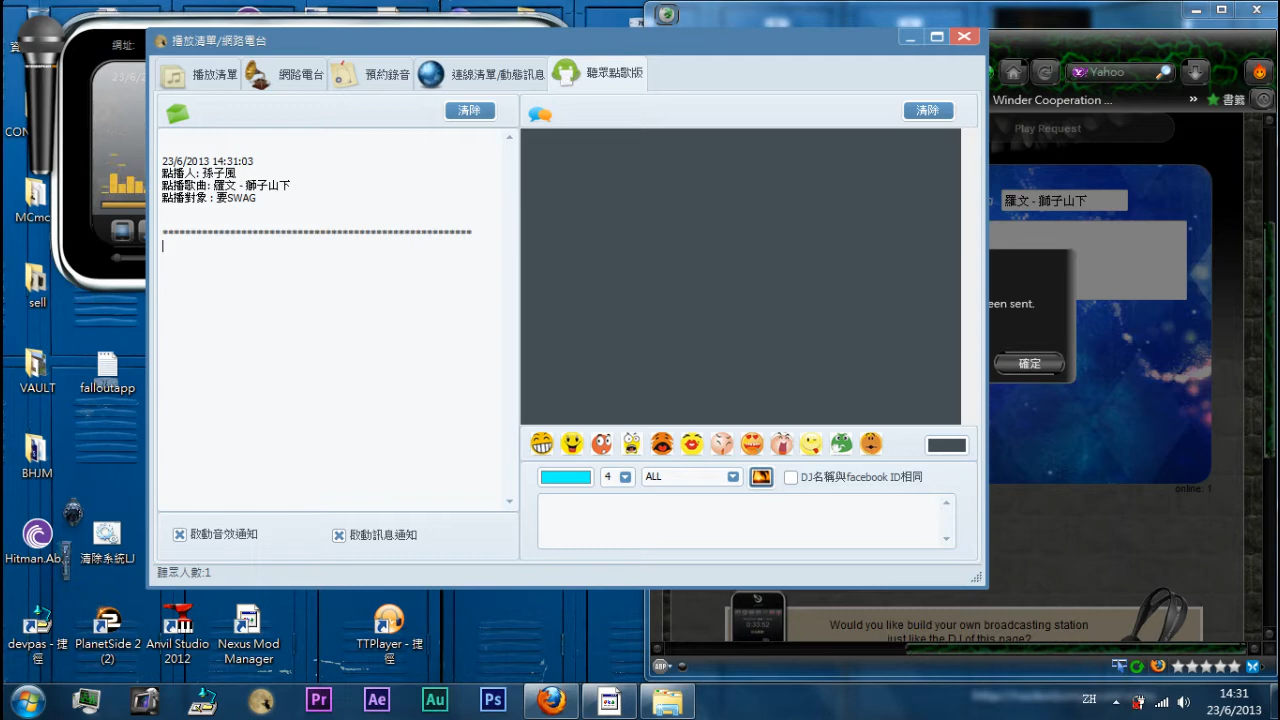 網址:
23/6/
播放清單/網路電台
播放清單
網路電台
預約錄音
連線清單/動態訊息
聽眾點歌版
清除
清除
23/6/2013 14:31:03
點播人: 孫子風
點播歌曲: 羅文 - 獅子山下
點播對象 : 要SWAG
*******************************************************
4
ALL
DJ名稱與facebook ID相同
啟動音效通知
啟動訊息通知
聽眾人數:1
Yahoo
Winder Cooperation ...
»
書籤
Play Request
羅文 - 獅子山下
een sent.
確定
online: 1
Would you like build your own broadcasting station
just like the DJ of this page?
ABP
MCmc
sell
VAULT
falloutapp
BHJM
Hitman.Ab
清除系統LJ
devpas - 捷
徑
PlanetSide 2
(2)
Anvil Studio
2012
Nexus Mod
Manager
TTPlayer - 捷
徑
Pr
Ae
Au
Ps
ZH
14:31
23/6/2013